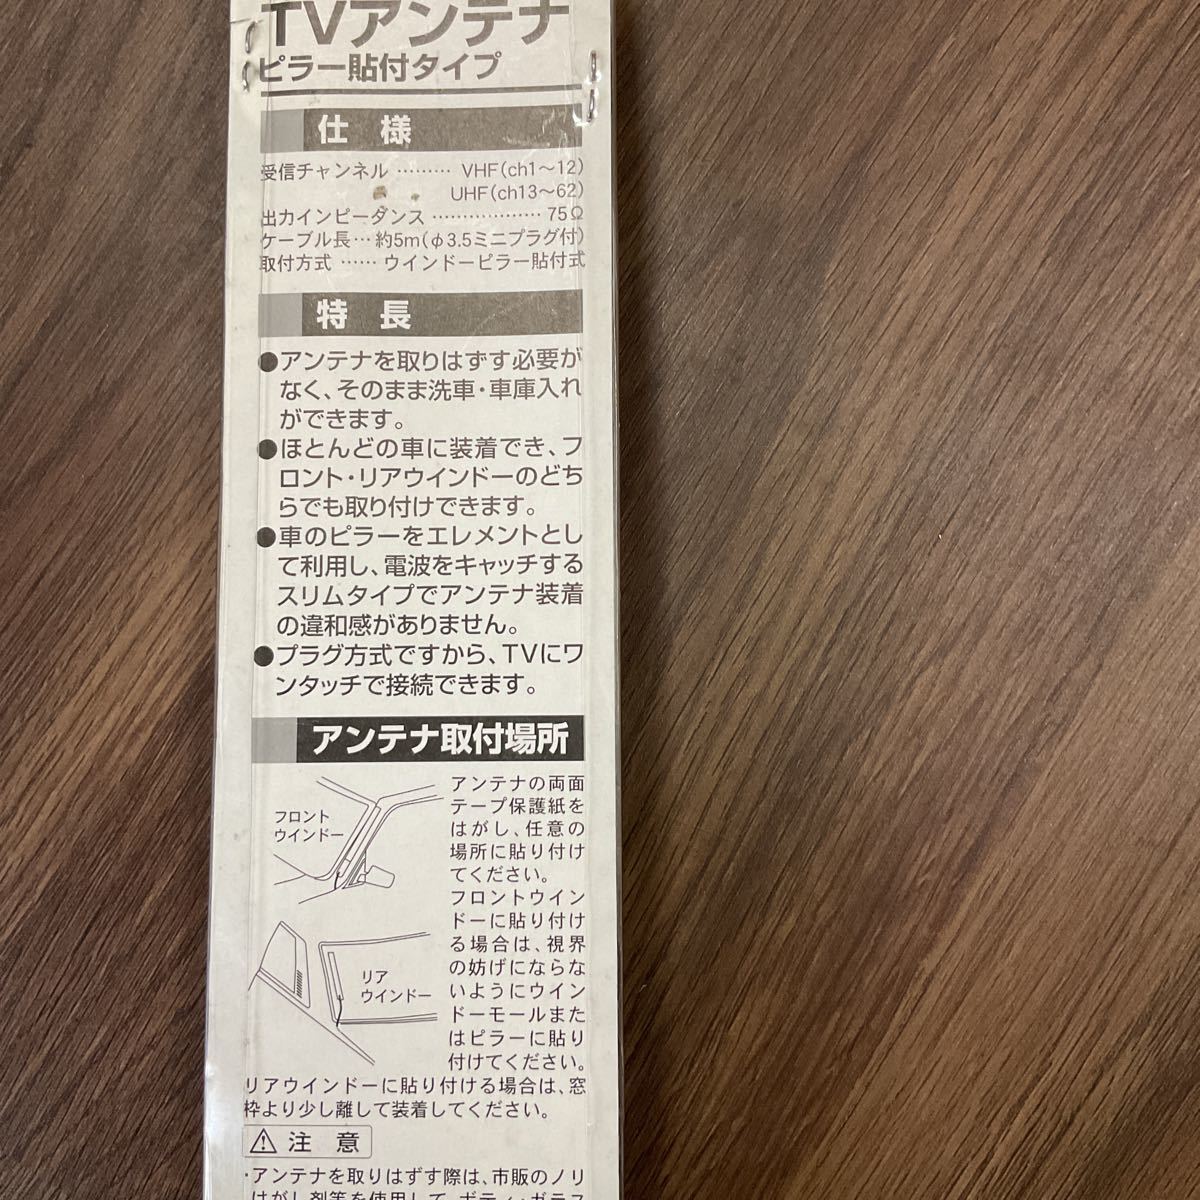 TVアンテナ
ピラー貼付タイプ
仕 様
受信チャンネル ……… VHF(ch1〜12)
UHF(ch13〜62)
出力インピーダンス ……………… 75Ω
ケーブル長…約5m(φ3.5ミニプラグ付)
取付方式 …… ウインドーピラー貼付式
特 長
●アンテナを取りはずす必要が
なく、そのまま洗車・車庫入れ
ができます。
●ほとんどの車に装着でき、フ
ロント・リアウインドーのどち
らでも取り付けできます。
●車のピラーをエレメントとし
て利用し、電波をキャッチする
スリムタイプでアンテナ装着
の違和感がありません。
●プラグ方式ですから、TVにワ
ンタッチで接続できます。
アンテナ取付場所
フロント
ウインドー
アンテナの両面
テープ保護紙を
はがし、任意の
場所に貼り付け
てください。
フロントウイン
ドーに貼り付け
る場合は、視界
の妨げにならな
いようにウイン
ドーモールまた
はピラーに貼り
付けてください。
リア
ウインドー
リアウインドーに貼り付ける場合は、窓
枠より少し離して装着してください。
⚠ 注 意
・アンテナを取りはずす際は、市販のノリ
はがし剤等を使用して、ボディ・ガラス